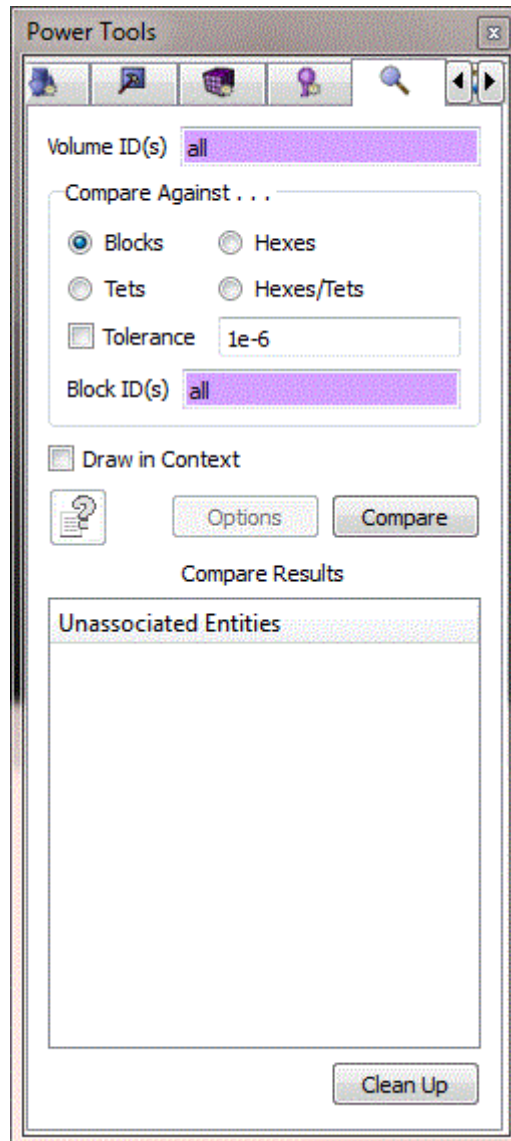 Power Tools
Volume ID(s) all
Compare Against . . .
Blocks Hexes
Tets Hexes/Tets
Tolerance 1e-6
Block ID(s) all
Draw in Context
Options Compare
Compare Results
Unassociated Entities
Clean Up